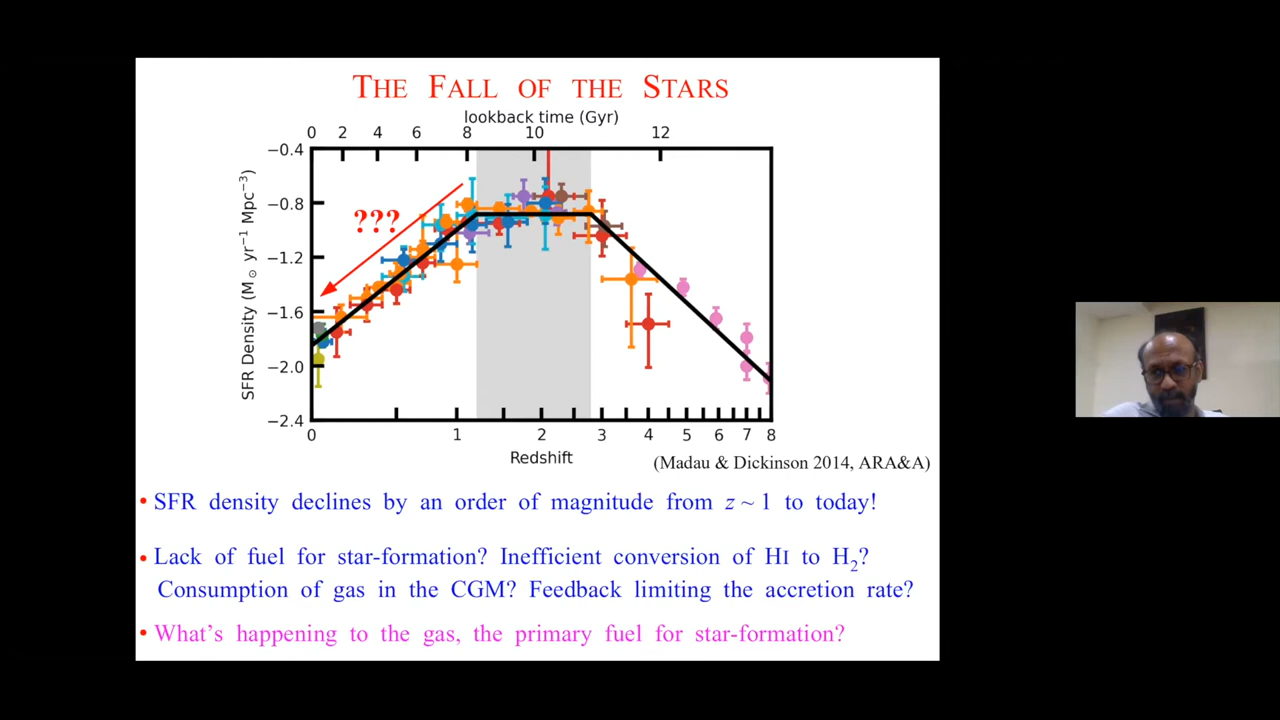 THE FALL OF THE STARS
lookback time (Gyr)
0 2 4 6 8 10 12
−0.4
−0.8
−1.2
−1.6
−2.0
−2.4
SFR Density (M⊙ yr⁻¹ Mpc⁻³)
???
0 1 2 3 4 5 6 7 8
Redshift
(Madau & Dickinson 2014, ARA&A)
• SFR density declines by an order of magnitude from z ~ 1 to today!
• Lack of fuel for star-formation? Inefficient conversion of HI to H₂?
Consumption of gas in the CGM? Feedback limiting the accretion rate?
• What's happening to the gas, the primary fuel for star-formation?